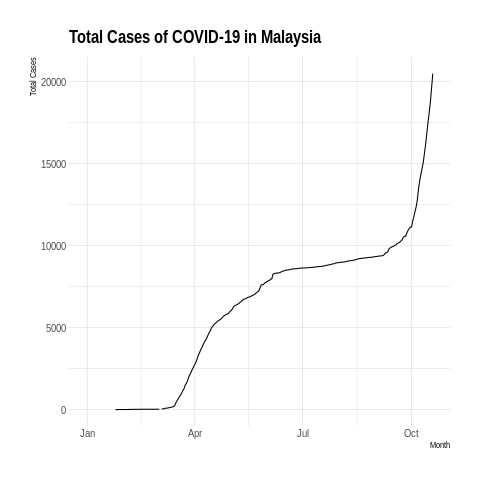 Total Cases of COVID-19 in Malaysia
Total Cases
20000
15000
10000
5000
0
Jan Apr Jul Oct
Month